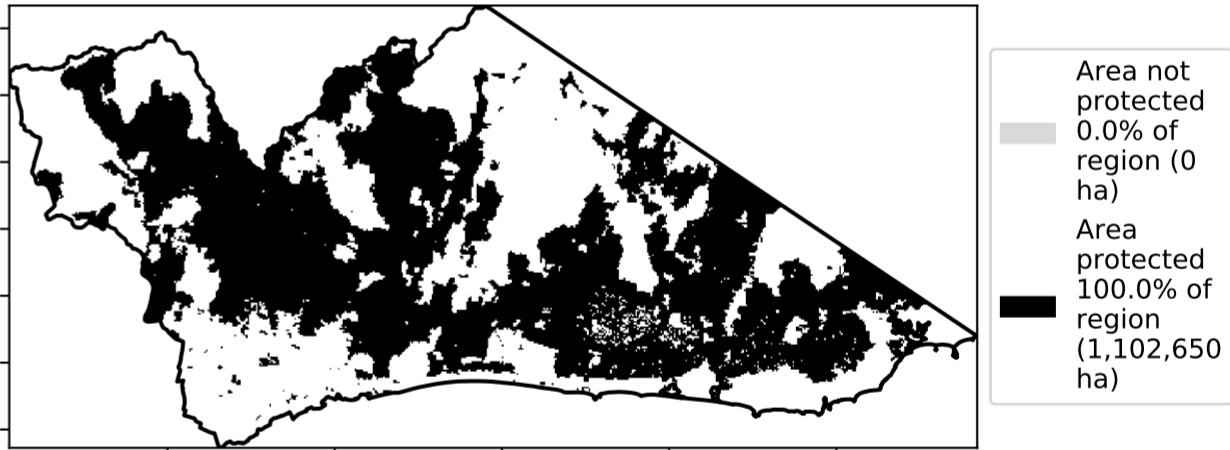 Area not
protected
0.0% of
region (0
ha)
Area
protected
100.0% of
region
(1,102,650
ha)